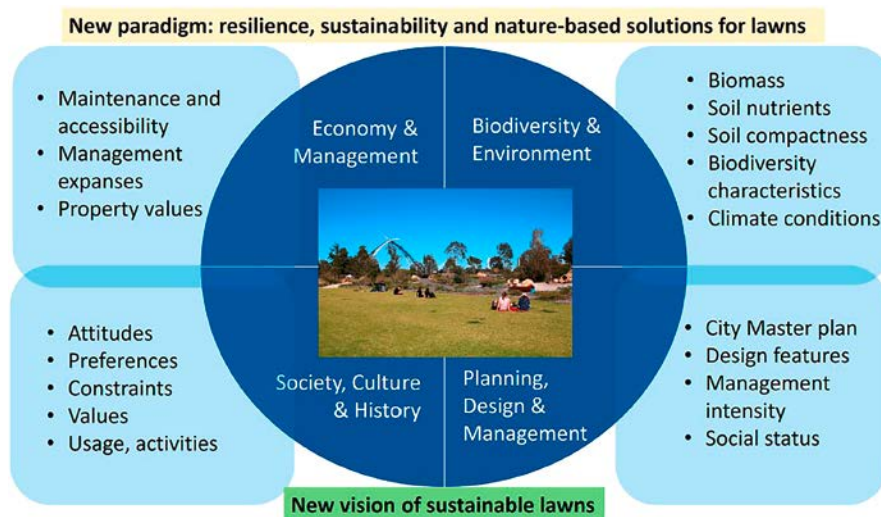 New paradigm: resilience, sustainability and nature-based solutions for lawns
• Maintenance and
accessibility
• Management
expanses
• Property values
Economy &
Management
Biodiversity &
Environment
• Biomass
• Soil nutrients
• Soil compactness
• Biodiversity
characteristics
• Climate conditions
• Attitudes
• Preferences
• Constraints
• Values
• Usage, activities
Society, Culture
& History
Planning,
Design &
Management
• City Master plan
• Design features
• Management
intensity
• Social status
New vision of sustainable lawns